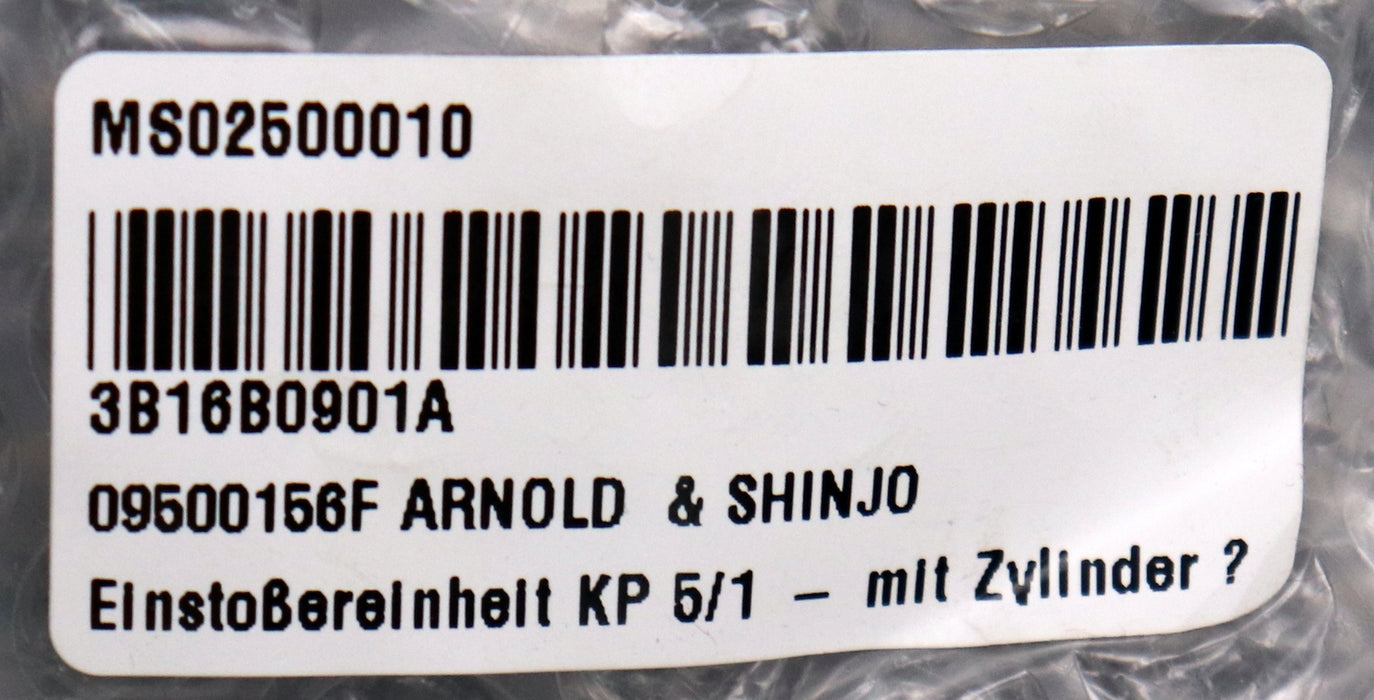 MS02500010
3B16B0901A
09500156F ARNOLD & SHINJO
Einstoßereinheit KP 5/1 – mit Zylinder ?